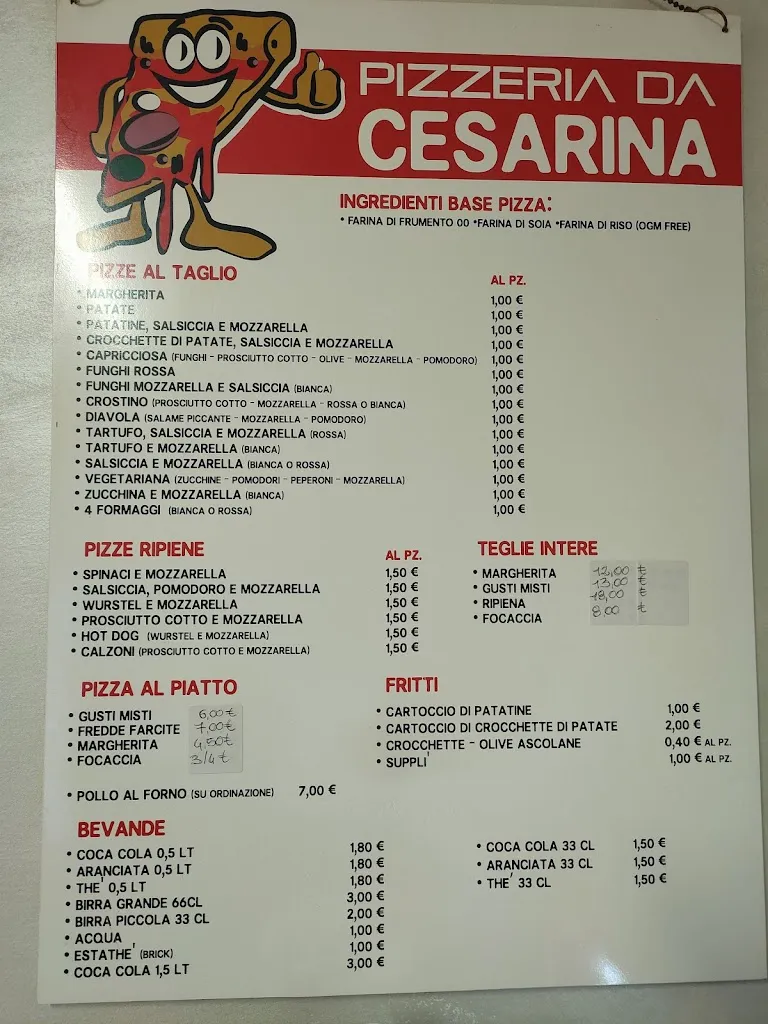 PIZZERIA DA
CESARINA
INGREDIENTI BASE PIZZA:
• FARINA DI FRUMENTO 00 •FARINA DI SOIA •FARINA DI RISO (OGM FREE)
PIZZE AL TAGLIO AL PZ.
• MARGHERITA 1,00 €
• PATATE 1,00 €
• PATATINE, SALSICCIA E MOZZARELLA 1,00 €
• CROCCHETTE DI PATATE, SALSICCIA E MOZZARELLA 1,00 €
• CAPRICCIOSA (FUNGHI - PROSCIUTTO COTTO - OLIVE - MOZZARELLA - POMODORO) 1,00 €
• FUNGHI ROSSA 1,00 €
• FUNGHI MOZZARELLA E SALSICCIA (BIANCA) 1,00 €
• CROSTINO (PROSCIUTTO COTTO - MOZZARELLA - ROSSA O BIANCA) 1,00 €
• DIAVOLA (SALAME PICCANTE - MOZZARELLA - POMODORO) 1,00 €
• TARTUFO, SALSICCIA E MOZZARELLA (ROSSA) 1,00 €
• TARTUFO E MOZZARELLA (BIANCA) 1,00 €
• SALSICCIA E MOZZARELLA (BIANCA O ROSSA) 1,00 €
• VEGETARIANA (ZUCCHINE - POMODORI - PEPERONI - MOZZARELLA) 1,00 €
• ZUCCHINA E MOZZARELLA (BIANCA) 1,00 €
• 4 FORMAGGI (BIANCA O ROSSA) 1,00 €
PIZZE RIPIENE AL PZ.
• SPINACI E MOZZARELLA 1,50 €
• SALSICCIA, POMODORO E MOZZARELLA 1,50 €
• WURSTEL E MOZZARELLA 1,50 €
• PROSCIUTTO COTTO E MOZZARELLA 1,50 €
• HOT DOG (WURSTEL E MOZZARELLA) 1,50 €
• CALZONI (PROSCIUTTO COTTO E MOZZARELLA) 1,50 €
TEGLIE INTERE
• MARGHERITA 12,00 €
• GUSTI MISTI 13,00 €
• RIPIENA 18,00 €
• FOCACCIA 8,00 €
PIZZA AL PIATTO
• GUSTI MISTI 6,00 €
• FREDDE FARCITE 7,00 €
• MARGHERITA 4,50 €
• FOCACCIA 3/4 €
• POLLO AL FORNO (SU ORDINAZIONE) 7,00 €
FRITTI
• CARTOCCIO DI PATATINE 1,00 €
• CARTOCCIO DI CROCCHETTE DI PATATE 2,00 €
• CROCCHETTE - OLIVE ASCOLANE 0,40 € AL PZ.
• SUPPLI' 1,00 € AL PZ.
BEVANDE
• COCA COLA 0,5 LT 1,80 €
• ARANCIATA 0,5 LT 1,80 €
• THE' 0,5 LT 1,80 €
• BIRRA GRANDE 66CL 3,00 €
• BIRRA PICCOLA 33 CL 2,00 €
• ACQUA 1,00 €
• ESTATHE' (BRICK) 1,00 €
• COCA COLA 1,5 LT 3,00 €
• COCA COLA 33 CL 1,50 €
• ARANCIATA 33 CL 1,50 €
• THE' 33 CL 1,50 €